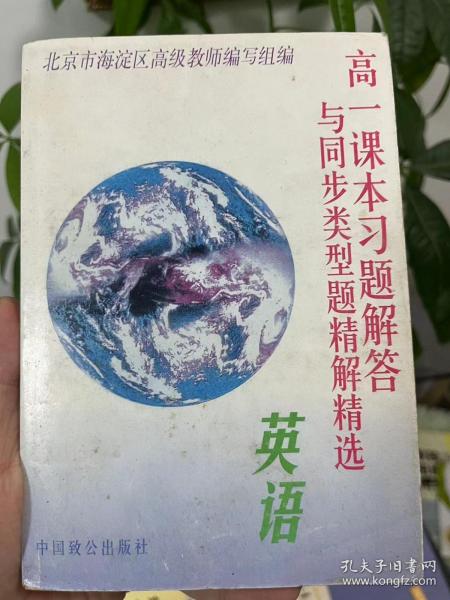 北京市海淀区高级教师编写组编
高一课本习题解答
与同步类型题精解精选
英语
中国致公出版社
孔夫子旧书网
www.kongfz.com